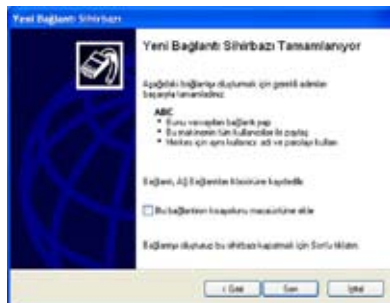 Yeni Bağlantı Sihirbazı
Yeni Bağlantı Sihirbazı Tamamlanıyor
Aşağıdaki bağlantıyı oluşturmak için gerekli adımları
başarıyla tamamladınız:
ABC
• Bunu varsayılan bağlantı yap
• Bu makinenin tüm kullanıcıları ile paylaş
• Herkes için aynı kullanıcı adı ve parolayı kullan
Bağlantı, Ağ Bağlantıları klasörüne kaydedilir.
Bu bağlantının kısayolunu masaüstüne ekle
Bağlantıyı oluşturup bu sihirbazı kapatmak için Son'u tıklatın.
< Geri
Son
İptal